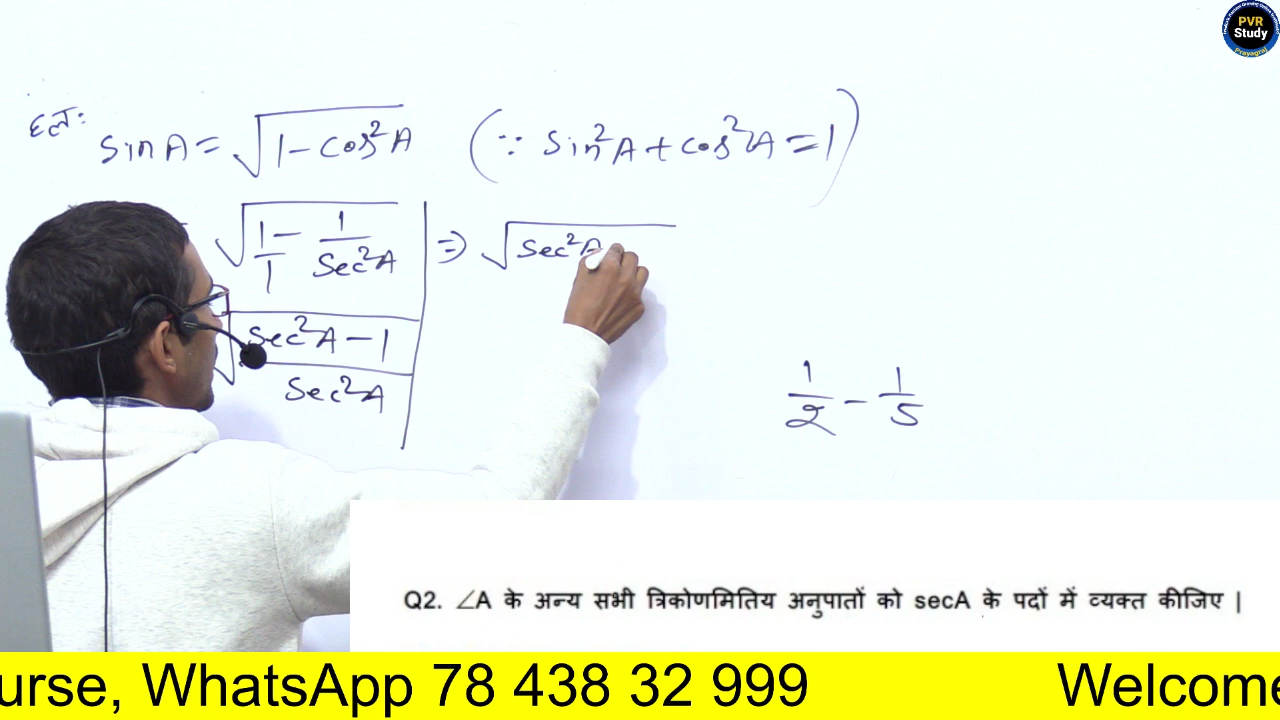 PVR
Study
Prayagraj
हल:
sin A = √(1 - cos²A) (∵ sin²A + cos²A = 1)
√(1/1 - 1/sec²A) ⇒ √sec²A
sec²A - 1
sec²A
1/2 - 1/5
Q2. ∠A के अन्य सभी त्रिकोणमितिय अनुपातों को secA के पदों में व्यक्त कीजिए |
urse, WhatsApp 78 438 32 999 Welcome